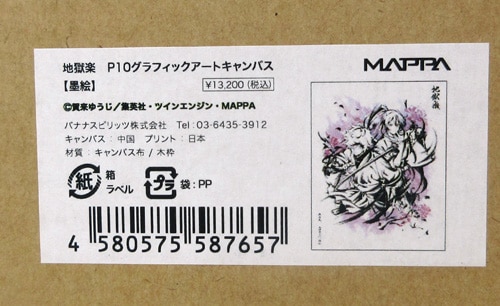 地獄楽 P10グラフィックアートキャンバス
【墨絵】
¥13,200(税込)
©賀来ゆうじ/集英社・ツインエンジン・MAPPA
バナナスピリッツ株式会社 Tel:03-6435-3912
キャンバス:中国 プリント:日本
材質:キャンバス布/木枠
紙 箱 ラベル
プラ 袋:PP
4 580575 587657
MAPPA
地獄楽